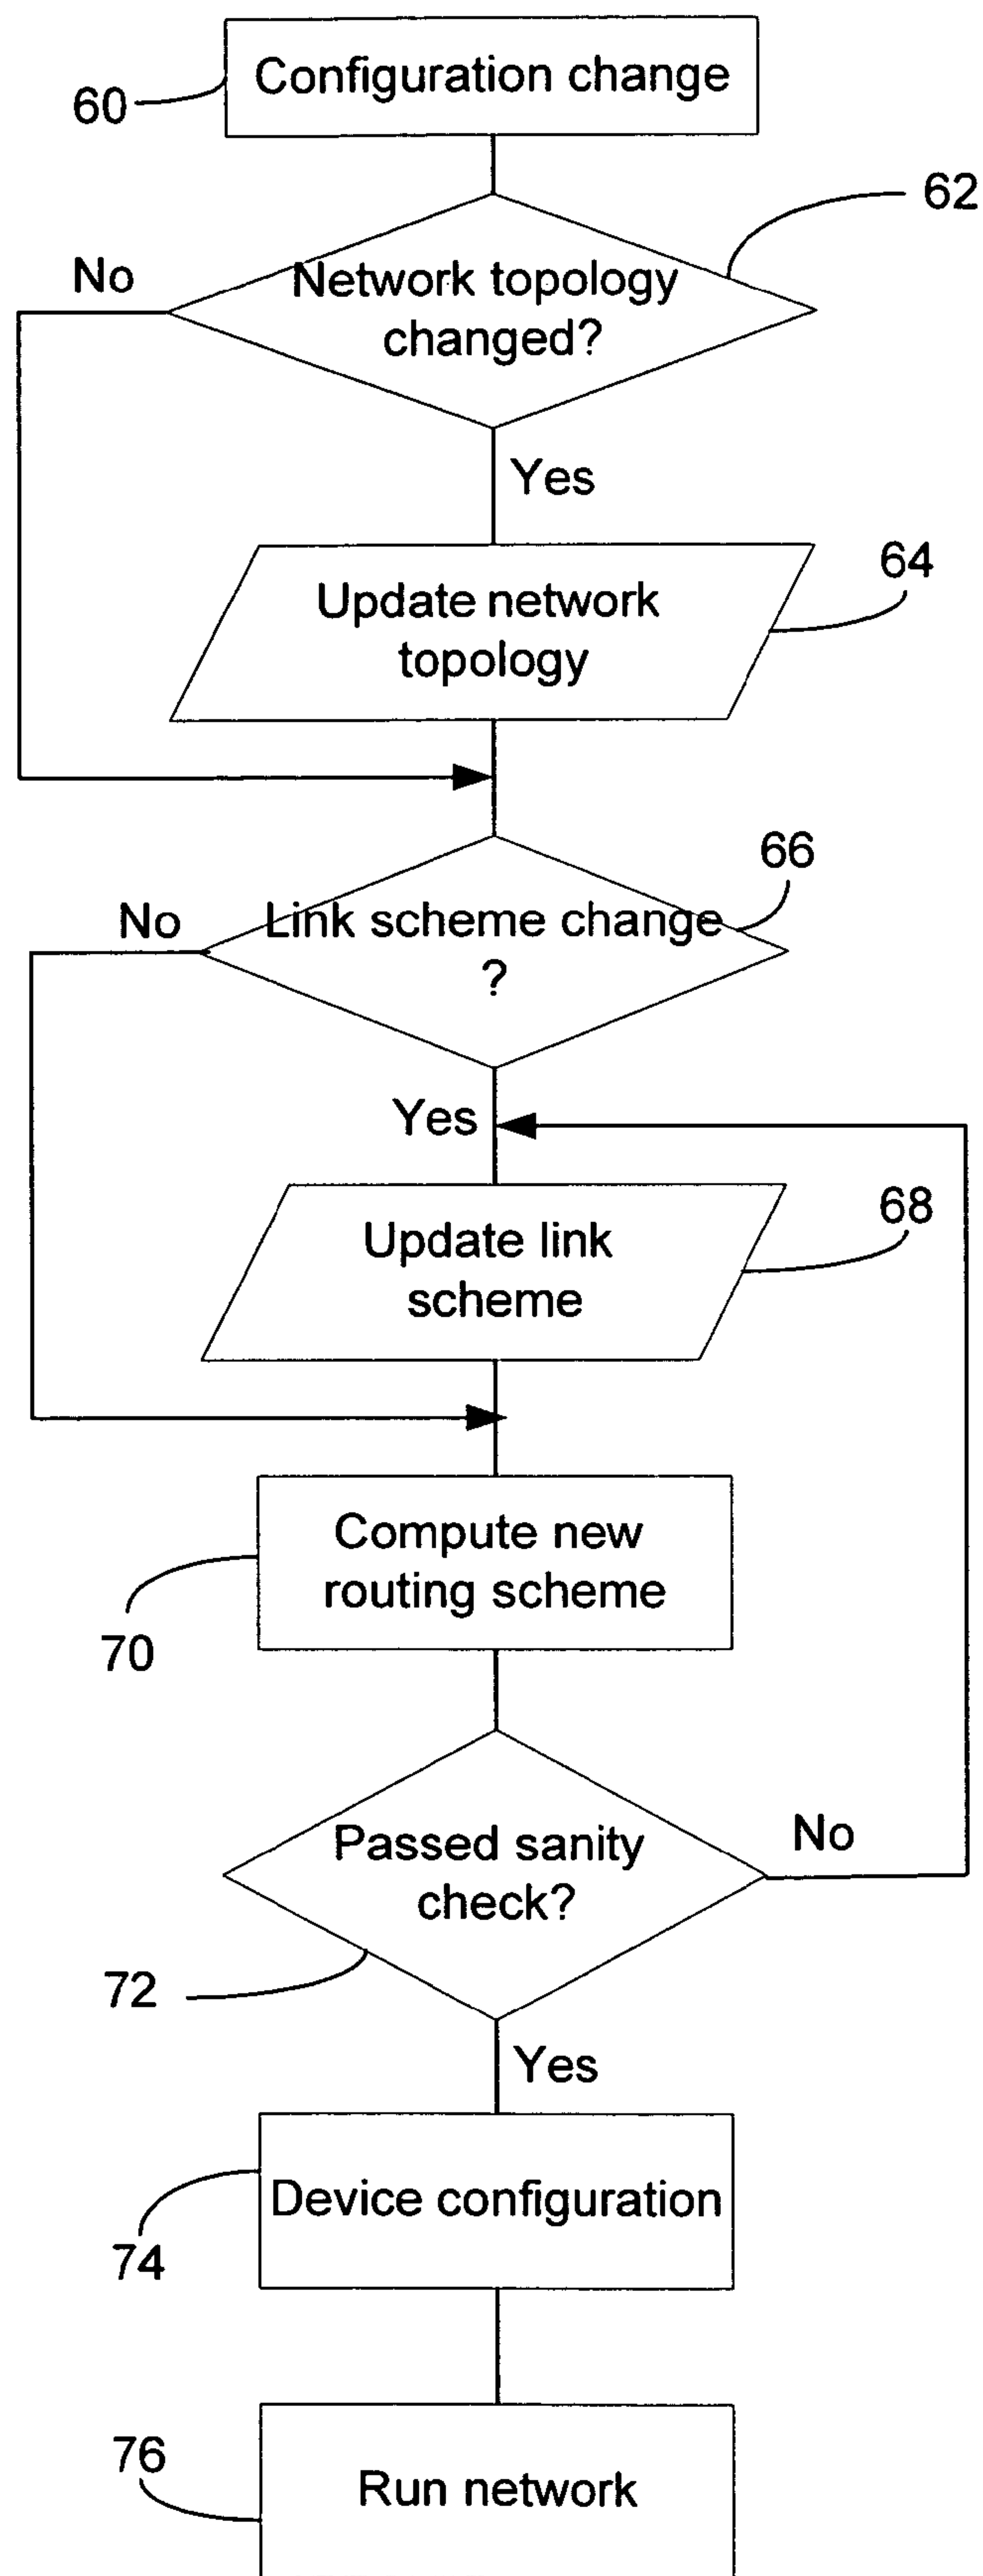 Configuration change
60
62
No
Network topology
changed?
Yes
64
Update network
topology
66
No
Link scheme change
?
Yes
68
Update link
scheme
Compute new
routing scheme
70
No
Passed sanity
check?
72
Yes
Device configuration
74
76
Run network